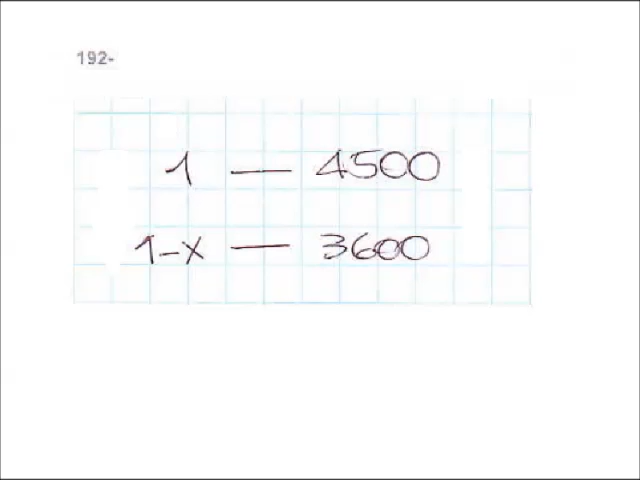 192-
1 — 4500
1-x — 3600